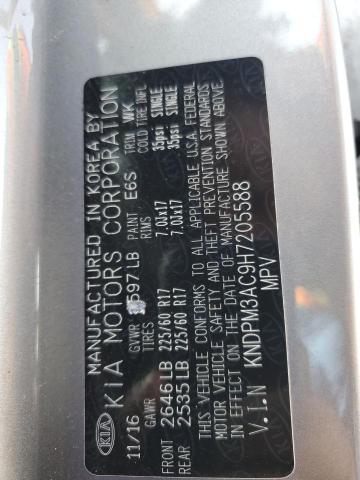 MANUFACTURED IN KOREA BY
KIA MOTORS CORPORATION
11/16 GVWR 597LB PAINT E6S TRIM WK
GAWR TIRES RIMS COLD TIRE INFL
FRONT 2646LB 225/60 R17 7.0Jx17 35psi SINGLE
REAR 2535LB 225/60 R17 7.0Jx17 35psi SINGLE
THIS VEHICLE CONFORMS TO ALL APPLICABLE U.S.A. FEDERAL
MOTOR VEHICLE SAFETY AND THEFT PREVENTION STANDARDS
IN EFFECT ON THE DATE OF MANUFACTURE SHOWN ABOVE.
V.I.N KNDPM3AC9H7205588
MPV
KIA